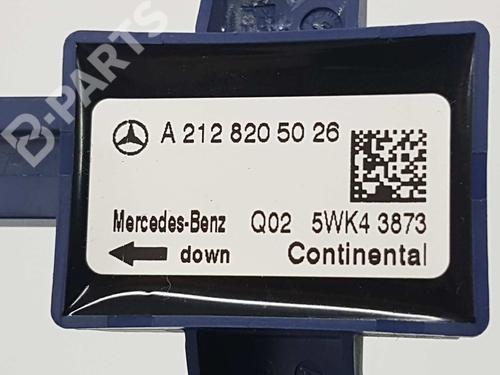 B-PARTS
A 212 820 50 26
Mercedes-Benz Q02 5WK4 3873
down Continental